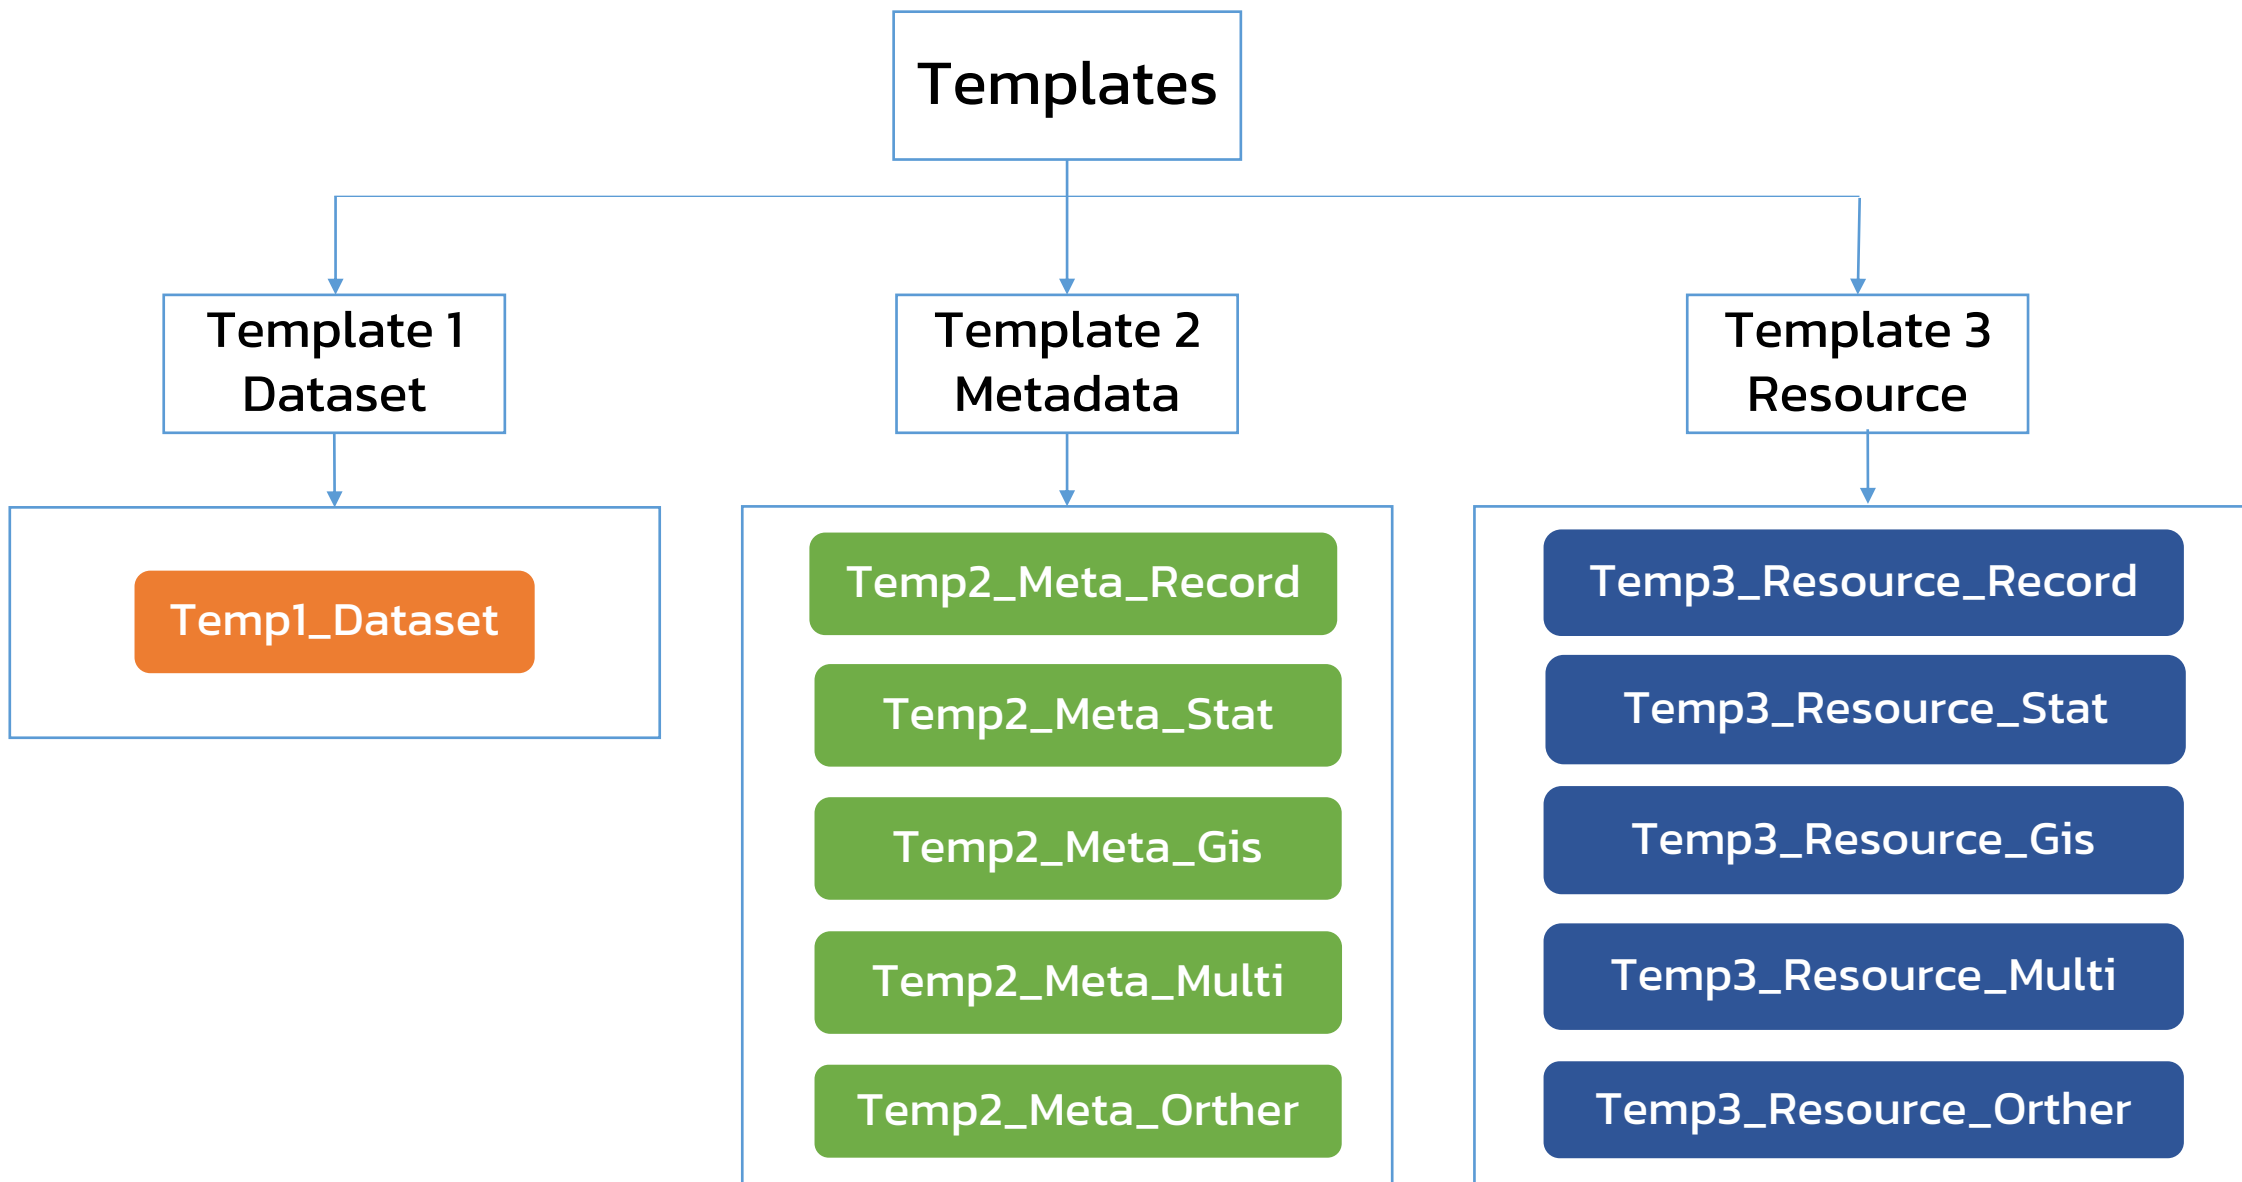 Templates
Template 1
Dataset
Template 2
Metadata
Template 3
Resource
Temp1_Dataset
Temp2_Meta_Record
Temp2_Meta_Stat
Temp2_Meta_Gis
Temp2_Meta_Multi
Temp2_Meta_Orther
Temp3_Resource_Record
Temp3_Resource_Stat
Temp3_Resource_Gis
Temp3_Resource_Multi
Temp3_Resource_Orther